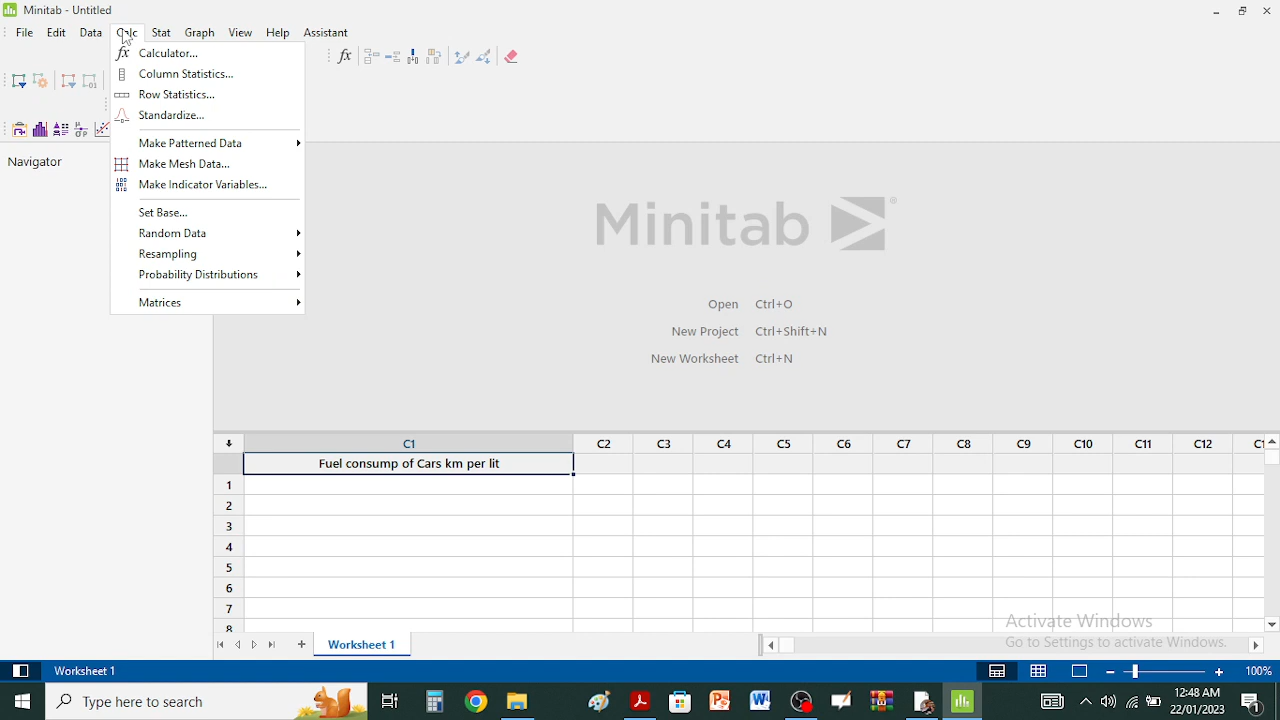 Minitab - Untitled
File Edit Data Calc Stat Graph View Help Assistant
fx Calculator...
Column Statistics...
Row Statistics...
Standardize...
Make Patterned Data
Make Mesh Data...
Make Indicator Variables...
Set Base...
Random Data
Resampling
Probability Distributions
Matrices
fx
Navigator
Minitab ®
Open Ctrl+O
New Project Ctrl+Shift+N
New Worksheet Ctrl+N
C1 C2 C3 C4 C5 C6 C7 C8 C9 C10 C11 C12 C1
Fuel consump of Cars km per lit
1
2
3
4
5
6
7
8
Activate Windows
Go to Settings to activate Windows.
+ Worksheet 1
Worksheet 1
100%
Type here to search
12:48 AM
22/01/2023
1